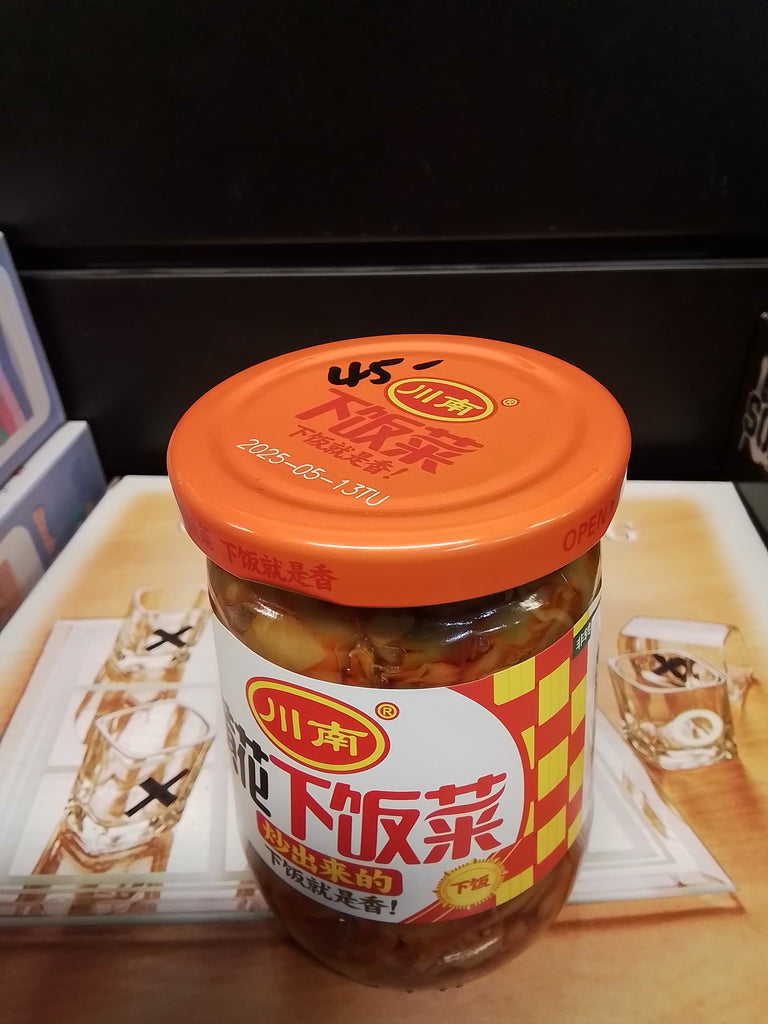 45-
川南®
下饭菜
下饭就是香!
2025-05-13TU
下饭就是香
OPEN
川南®
花下饭菜
炒出来的
下饭就是香!
下饭